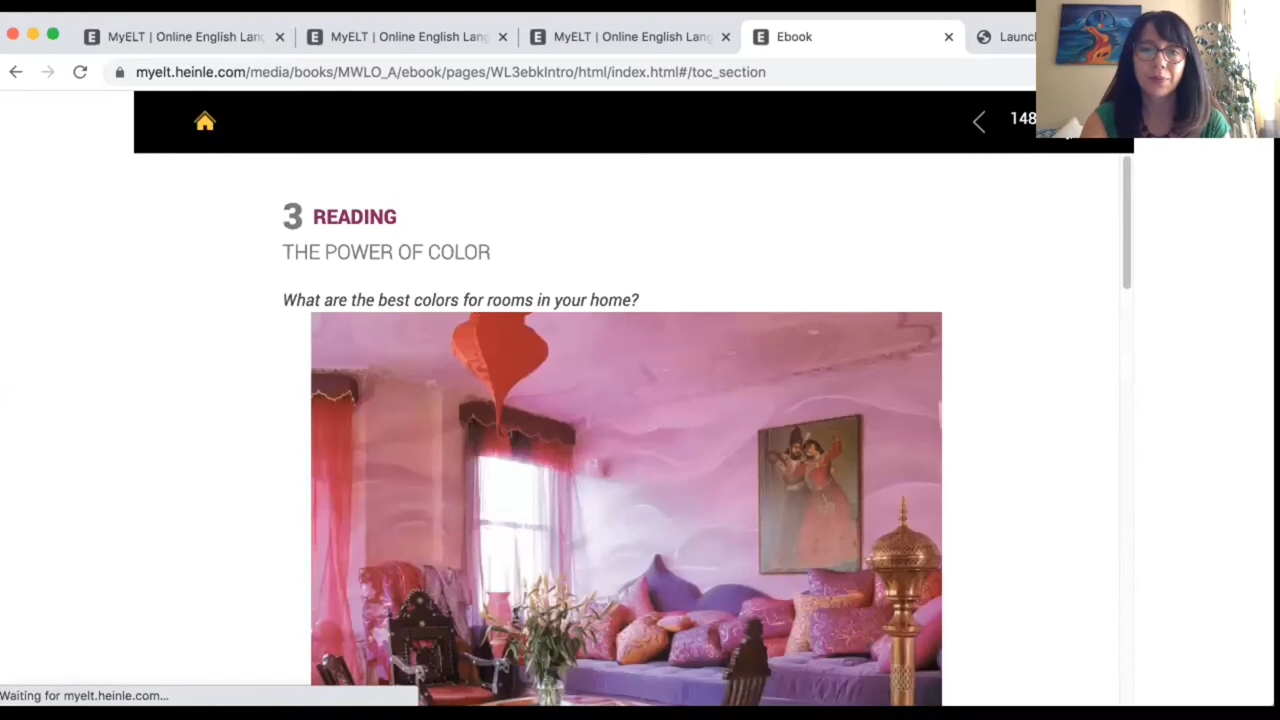 MyELT | Online English Lang
MyELT | Online English Lang
MyELT | Online English Lang
Ebook
Launc
myelt.heinle.com/media/books/MWLO_A/ebook/pages/WL3ebkIntro/html/index.html#/toc_section
148
3 READING
THE POWER OF COLOR
What are the best colors for rooms in your home?
Waiting for myelt.heinle.com...